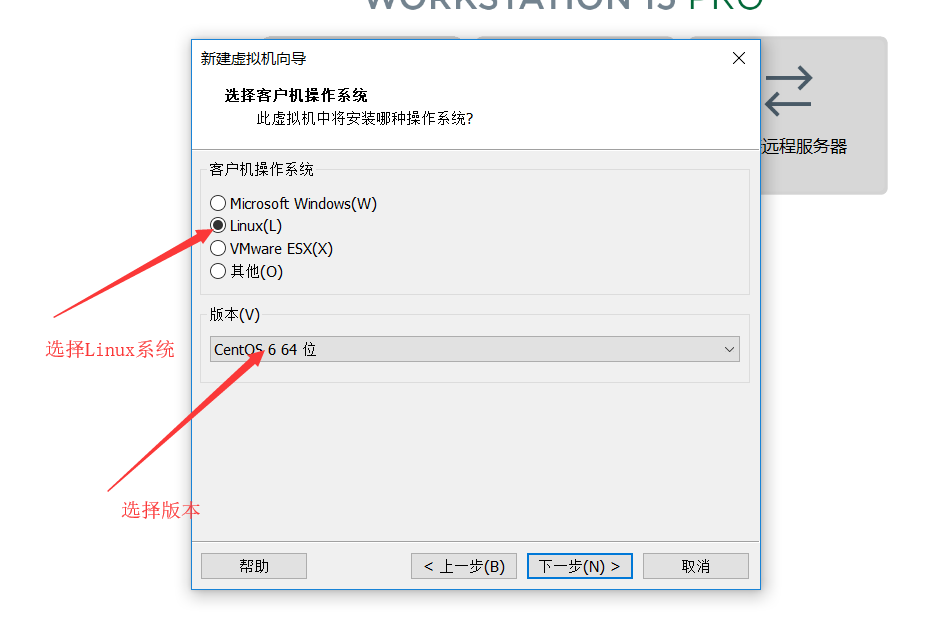 WORKSTATION 15 PRO
新建虚拟机向导
选择客户机操作系统
此虚拟机中将安装哪种操作系统?
远程服务器
客户机操作系统
Microsoft Windows(W)
Linux(L)
VMware ESX(X)
其他(O)
版本(V)
选择Linux系统
CentOS 6 64 位
选择版本
帮助
< 上一步(B)
下一步(N) >
取消